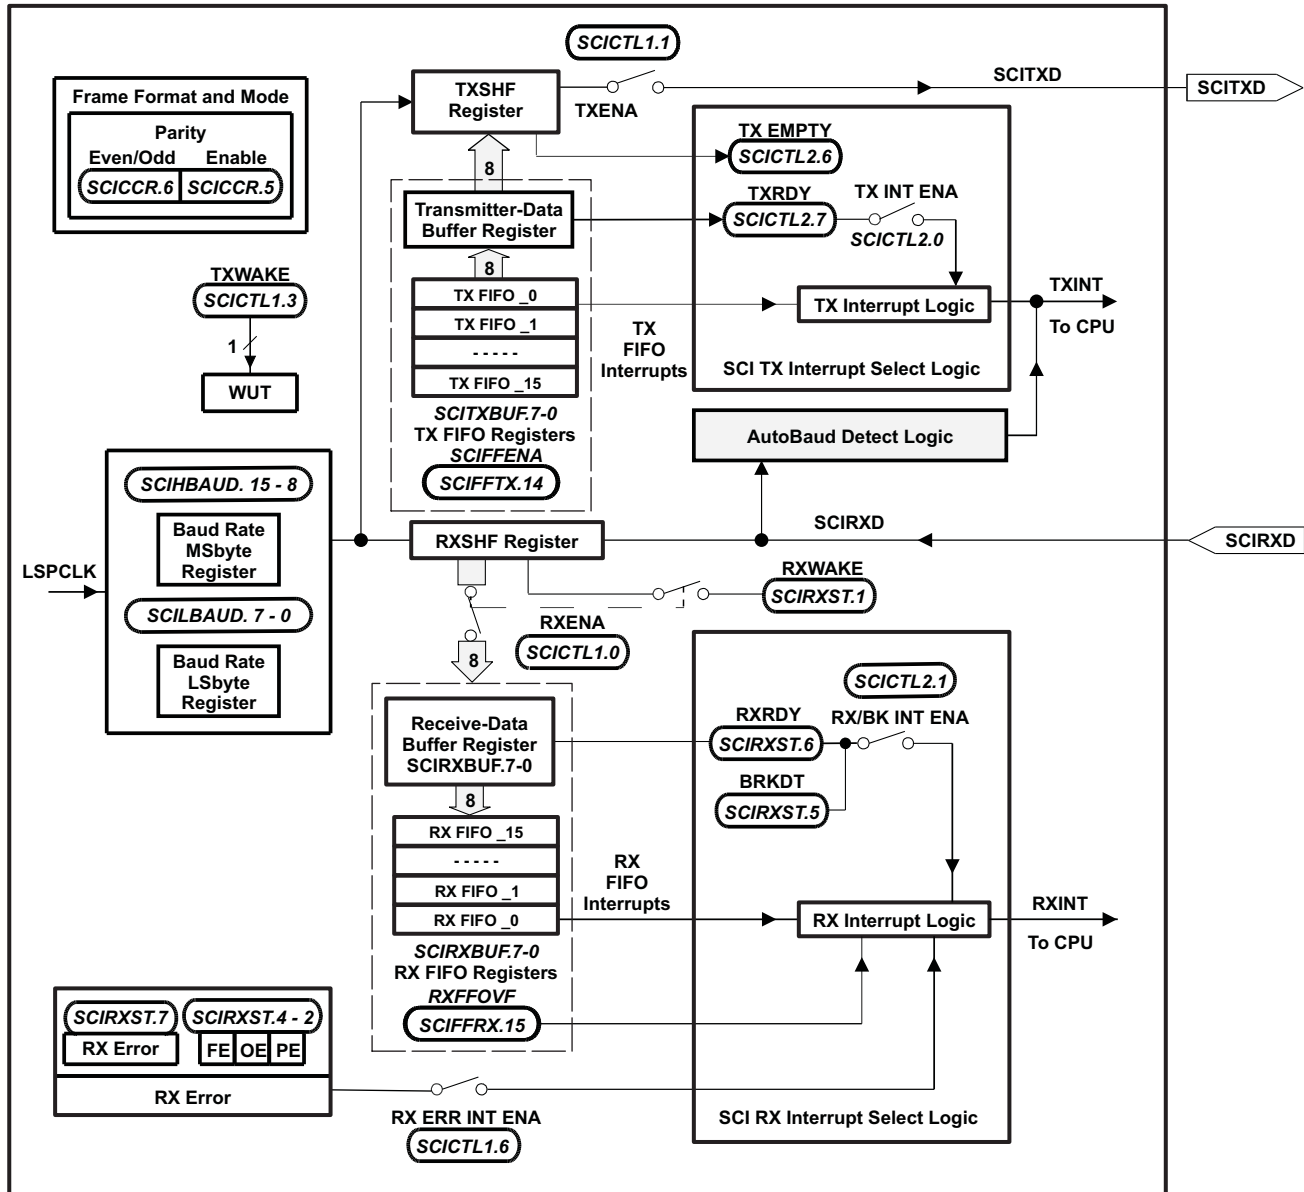 SCICTL1.1
TXSHF
Register
TXENA
SCITXD
SCITXD
Frame Format and Mode
Parity
Even/Odd Enable
SCICCR.6 SCICCR.5
8
TX EMPTY
SCICTL2.6
Transmitter-Data
Buffer Register
TXRDY
SCICTL2.7
TX INT ENA
SCICTL2.0
8
TXWAKE
SCICTL1.3
1
WUT
TX FIFO _0
TX FIFO _1
- - - - -
TX FIFO _15
TX
FIFO
Interrupts
TX Interrupt Logic
TXINT
To CPU
SCI TX Interrupt Select Logic
SCITXBUF.7-0
TX FIFO Registers
SCIFFENA
SCIFFTX.14
AutoBaud Detect Logic
LSPCLK
SCIHBAUD. 15 - 8
Baud Rate
MSbyte
Register
SCILBAUD. 7 - 0
Baud Rate
LSbyte
Register
RXSHF Register
SCIRXD
SCIRXD
RXWAKE
SCIRXST.1
RXENA
SCICTL1.0
8
Receive-Data
Buffer Register
SCIRXBUF.7-0
8
SCICTL2.1
RXRDY
SCIRXST.6
RX/BK INT ENA
BRKDT
SCIRXST.5
RX FIFO _15
- - - - -
RX FIFO _1
RX FIFO _0
RX
FIFO
Interrupts
RX Interrupt Logic
RXINT
To CPU
SCIRXBUF.7-0
RX FIFO Registers
RXFFOVF
SCIFFRX.15
SCIRXST.7 SCIRXST.4 - 2
RX Error FE OE PE
RX Error
RX ERR INT ENA
SCICTL1.6
SCI RX Interrupt Select Logic